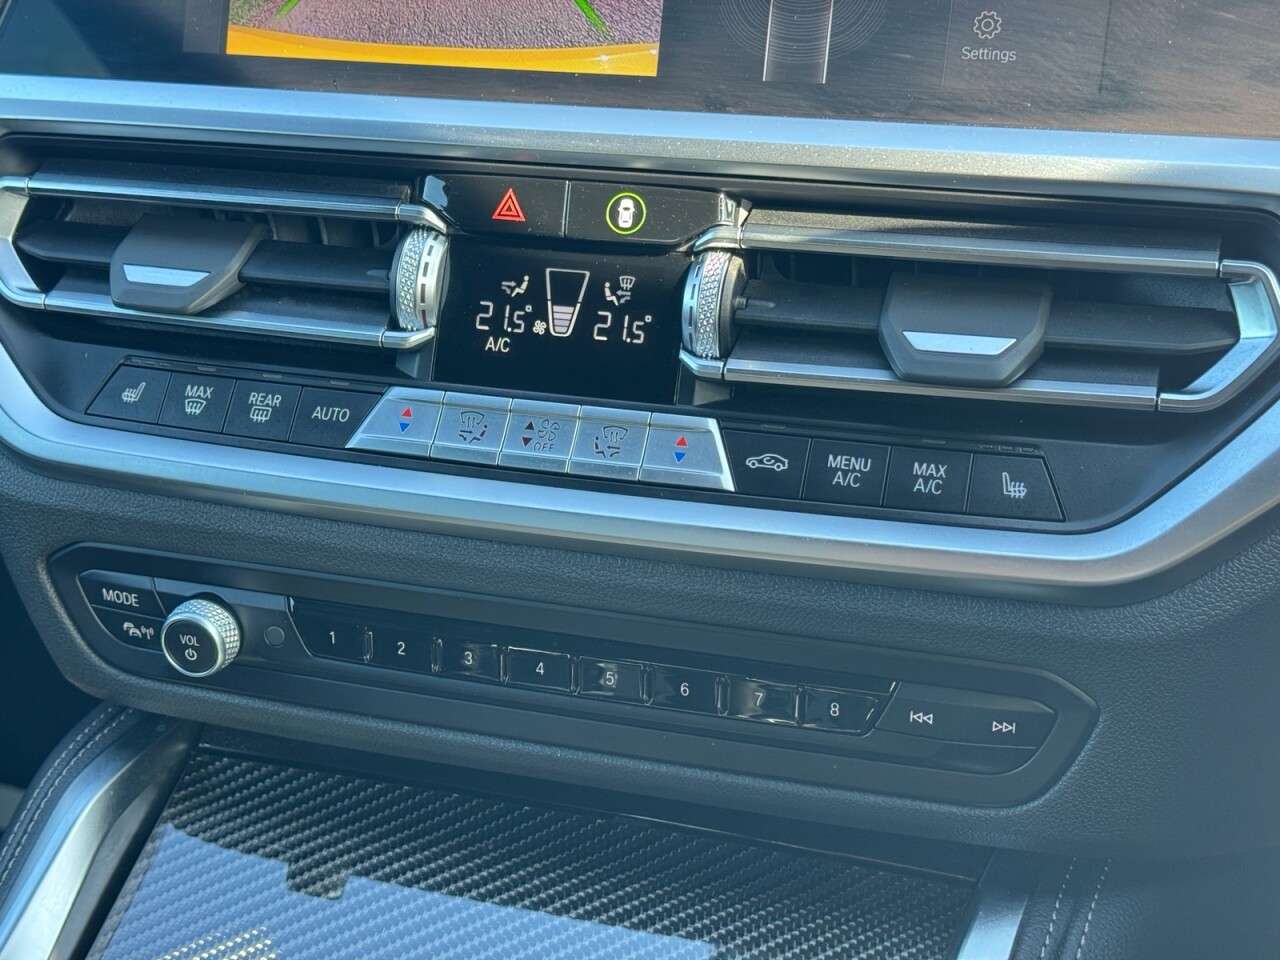 Settings
21.5°
21.5°
A/C
MAX
REAR
AUTO
OFF
MENU
A/C
MAX
A/C
MODE
VOL
1
2
3
4
5
6
7
8